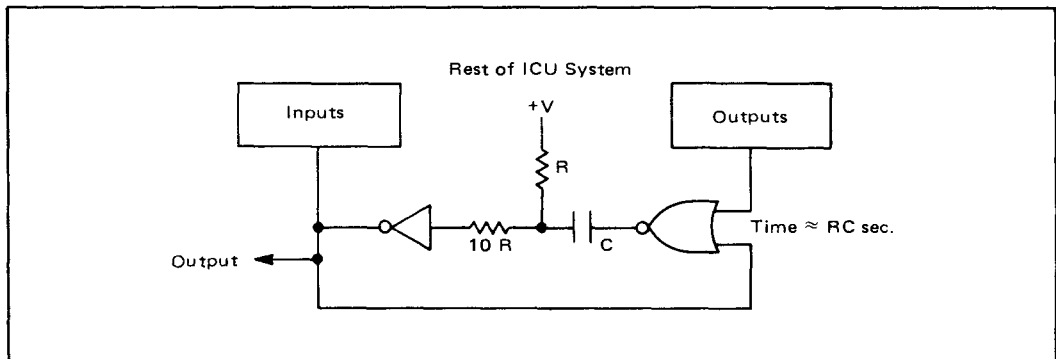 Rest of ICU System
+V
Inputs
Outputs
R
10 R
C
Time ≈ RC sec.
Output